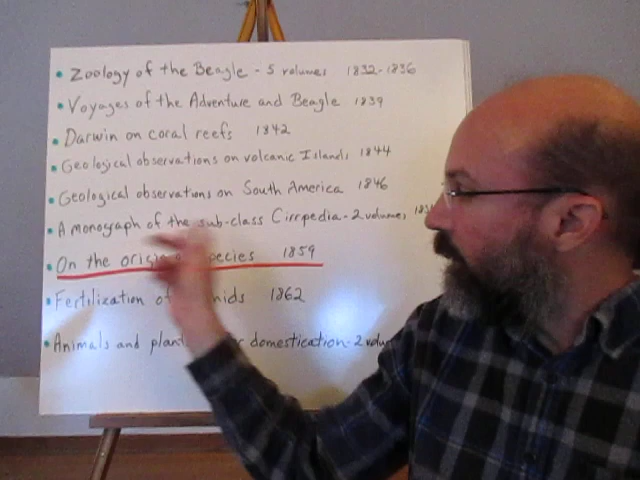 Zoology of the Beagle - 5 volumes 1832-1836
Voyages of the Adventure and Beagle 1839
Darwin on coral reefs 1842
Geological observations on volcanic Islands 1844
Geological observations on South America 1846
A monograph of the sub-class Cirrpedia - 2 volumes
On the origin species 1859
Fertilization of 1862
Animals and domestication - 2